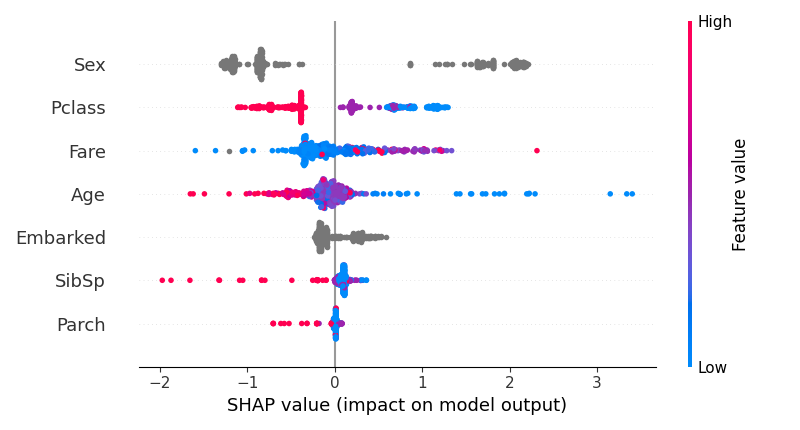 High
Sex
Pclass
Fare
Age
Embarked
SibSp
Parch
Feature value
Low
−2 −1 0 1 2 3
SHAP value (impact on model output)